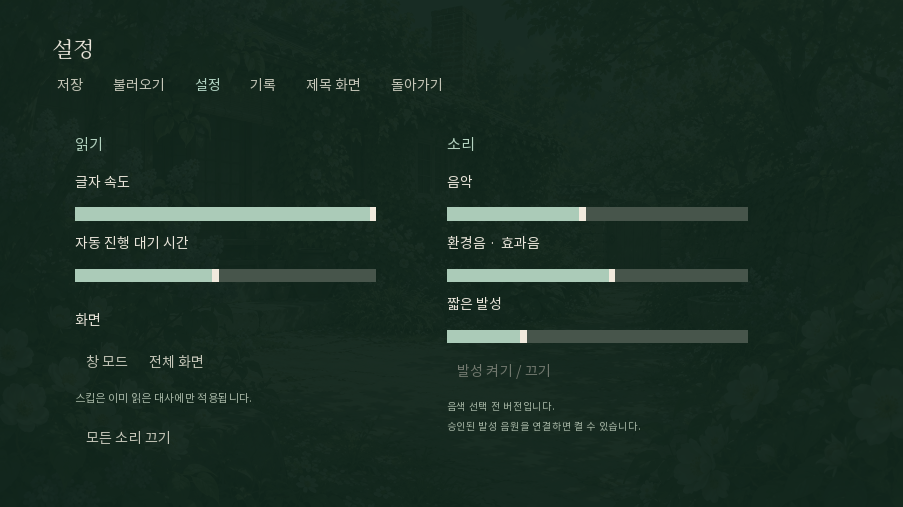 설정
저장 불러오기 설정 기록 제목 화면 돌아가기
읽기
글자 속도
자동 진행 대기 시간
화면
창 모드 전체 화면
스킵은 이미 읽은 대사에만 적용됩니다.
모든 소리 끄기
소리
음악
환경음 · 효과음
짧은 발성
발성 켜기 / 끄기
음색 선택 전 버전입니다.
승인된 발성 음원을 연결하면 켤 수 있습니다.